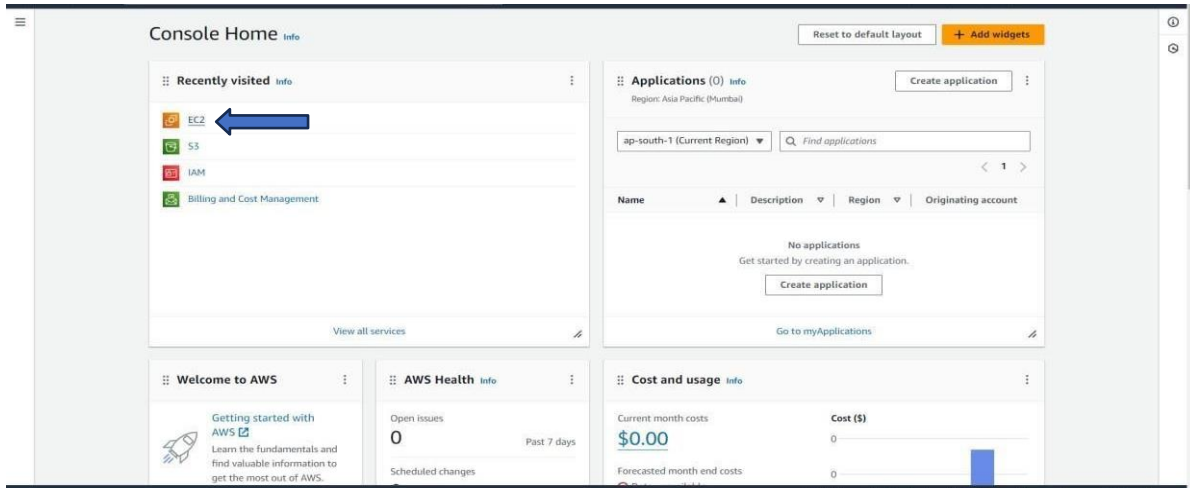 Console Home Info
Reset to default layout
+ Add widgets
Recently visited Info
EC2
S3
IAM
Billing and Cost Management
View all services
Applications (0) Info
Region: Asia Pacific (Mumbai)
Create application
ap-south-1 (Current Region)
Find applications
1
Name Description Region Originating account
No applications
Get started by creating an application.
Create application
Go to myApplications
Welcome to AWS
Getting started with
AWS
Learn the fundamentals and
find valuable information to
get the most out of AWS.
AWS Health Info
Open issues
0 Past 7 days
Scheduled changes
Cost and usage Info
Current month costs
$0.00
Forecasted month end costs
Cost ($)
0
0